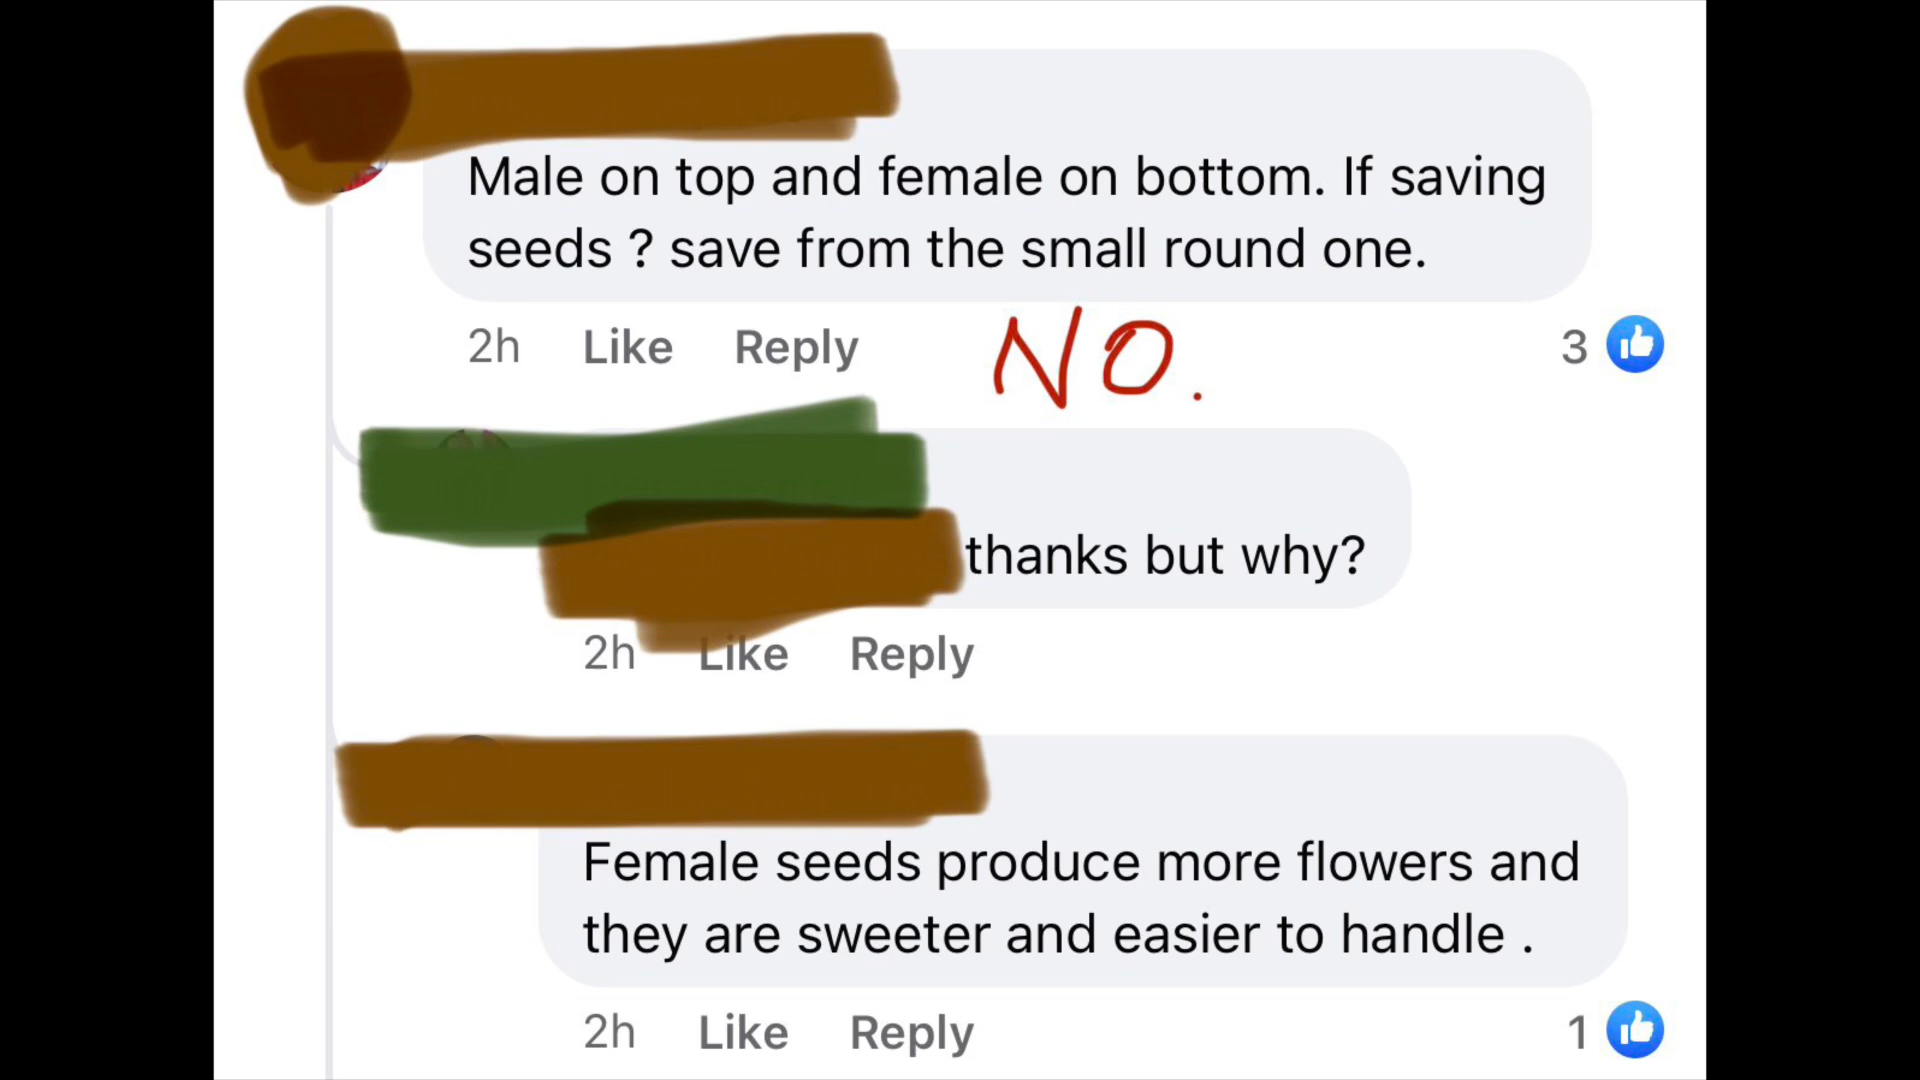 Male on top and female on bottom. If saving
seeds ? save from the small round one.
2h Like Reply 3
NO.
thanks but why?
2h Like Reply
Female seeds produce more flowers and
they are sweeter and easier to handle .
2h Like Reply 1